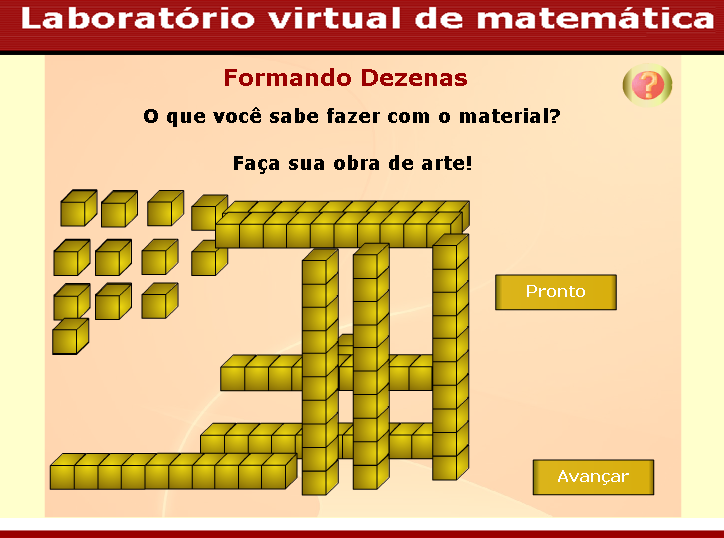 Laboratório virtual de matemática
Formando Dezenas
?
O que você sabe fazer com o material?
Faça sua obra de arte!
Pronto
Avançar